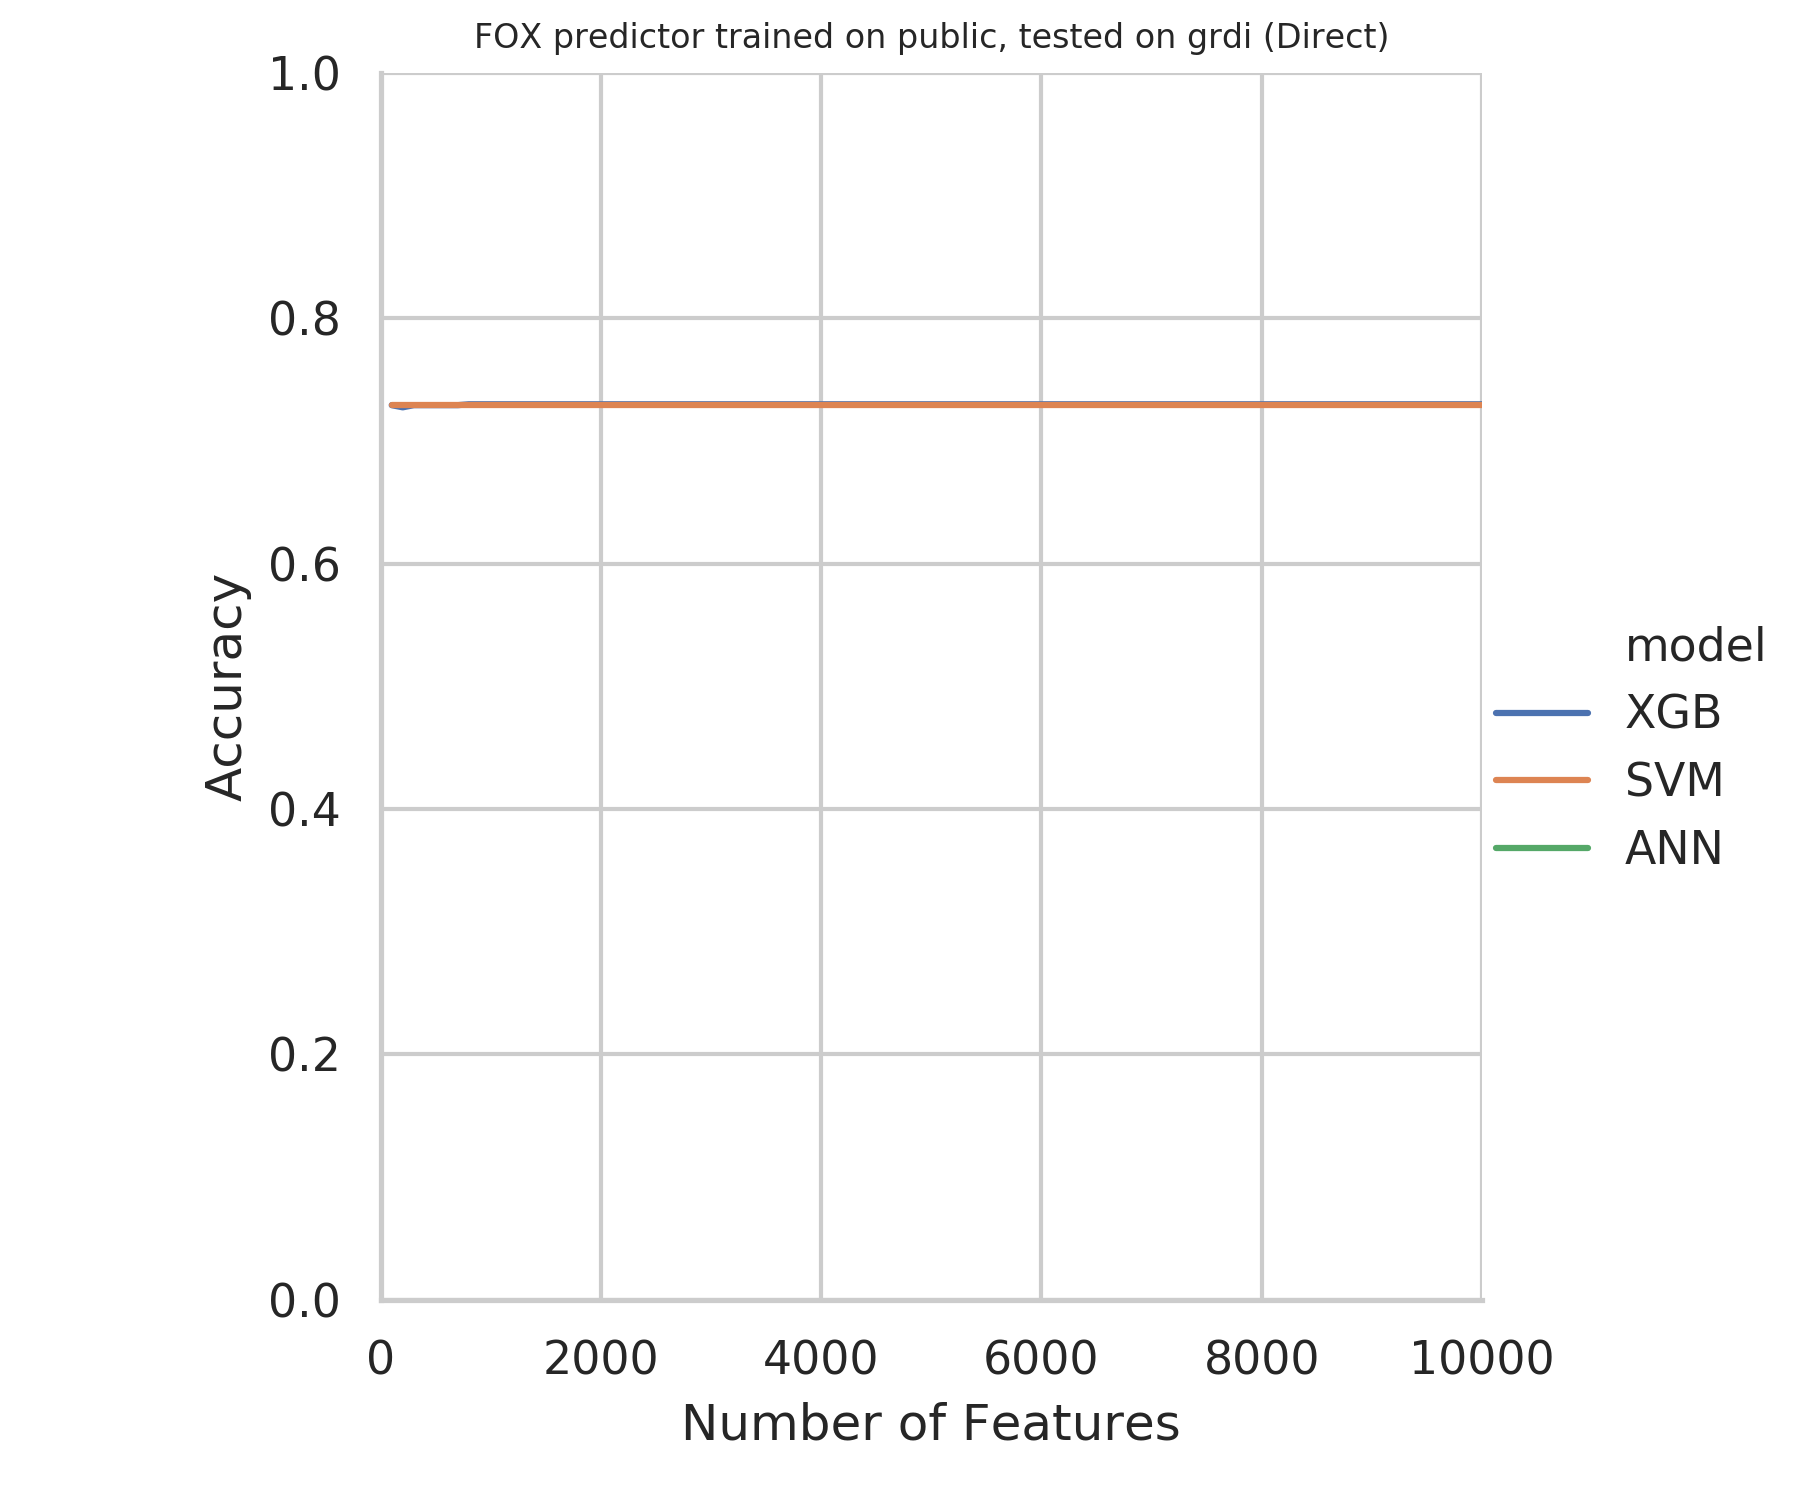 FOX predictor trained on public, tested on grdi (Direct)
1.0
0.8
0.6
0.4
0.2
0.0
Accuracy
0 2000 4000 6000 8000 10000
Number of Features
model
XGB
SVM
ANN